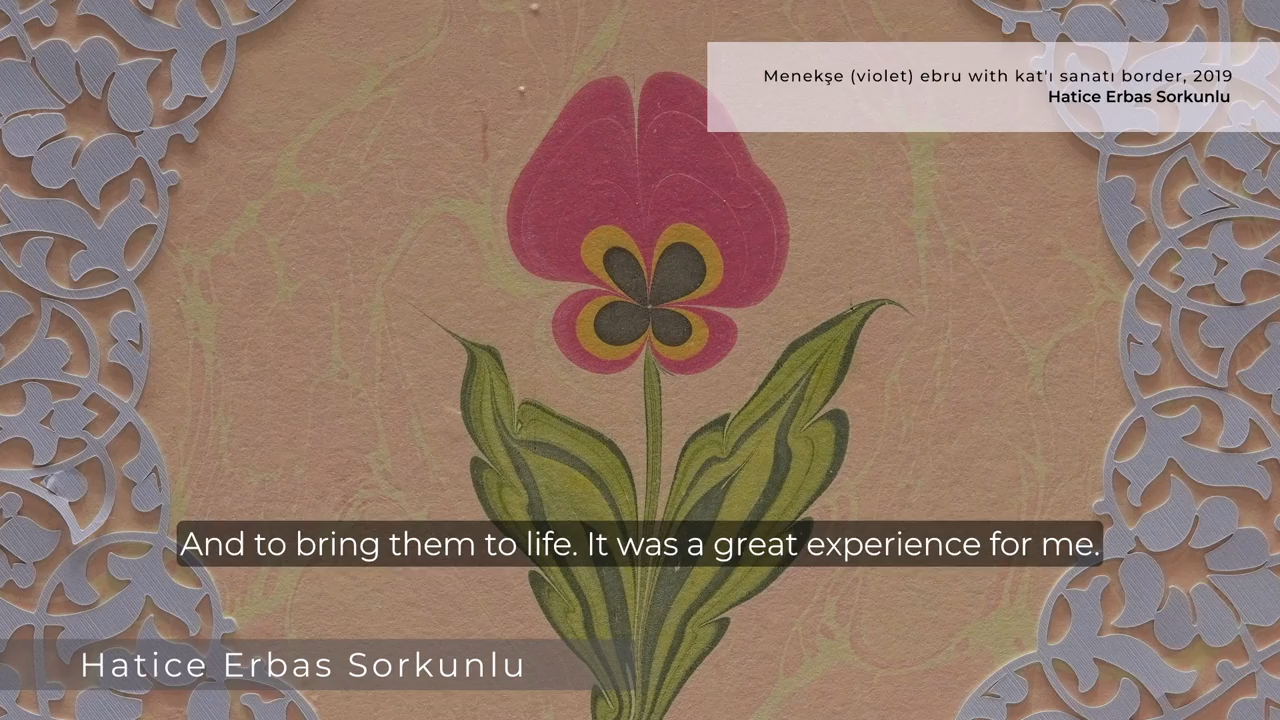 Menekşe (violet) ebru with kat'ı sanatı border, 2019
Hatice Erbas Sorkunlu
And to bring them to life. It was a great experience for me.
Hatice Erbas Sorkunlu